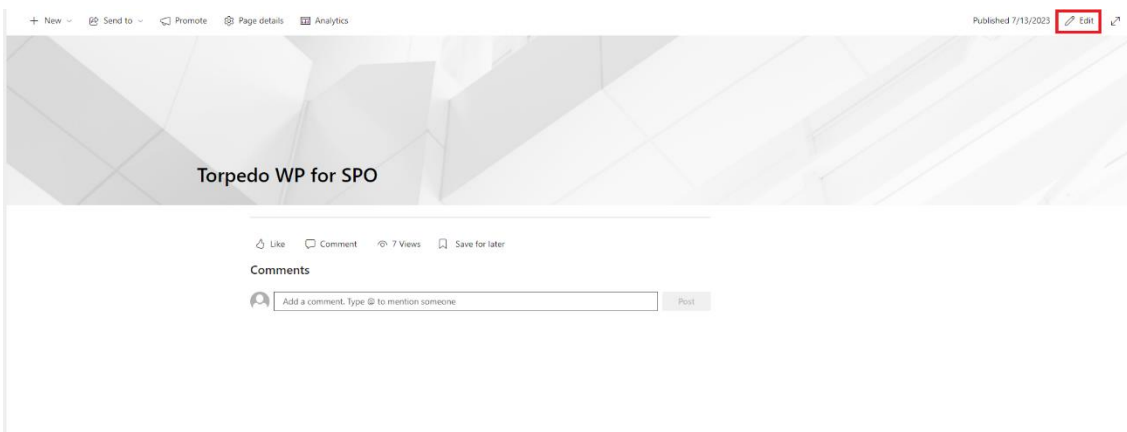 New Send to Promote Page details Analytics Published 7/13/2023 Edit
Torpedo WP for SPO
Like Comment 7 Views Save for later
Comments
Add a comment. Type @ to mention someone Post